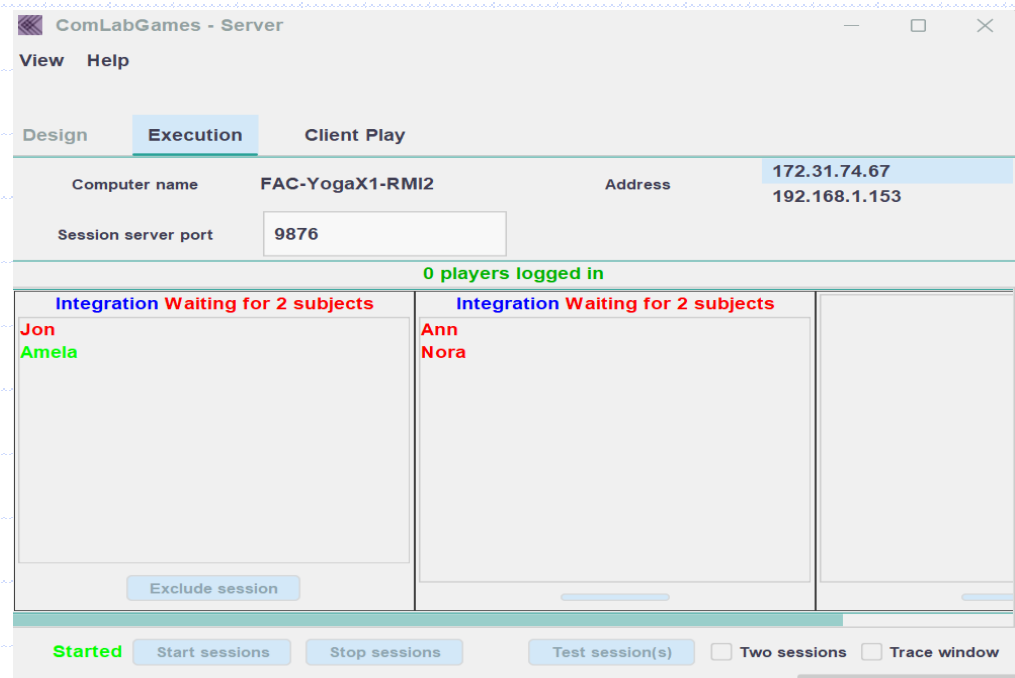 ComLabGames - Server
View Help
Design Execution Client Play
Computer name FAC-YogaX1-RMI2 Address 172.31.74.67
192.168.1.153
Session server port 9876
0 players logged in
Integration Waiting for 2 subjects
Jon
Amela
Exclude session
Integration Waiting for 2 subjects
Ann
Nora
Started Start sessions Stop sessions Test session(s) Two sessions Trace window